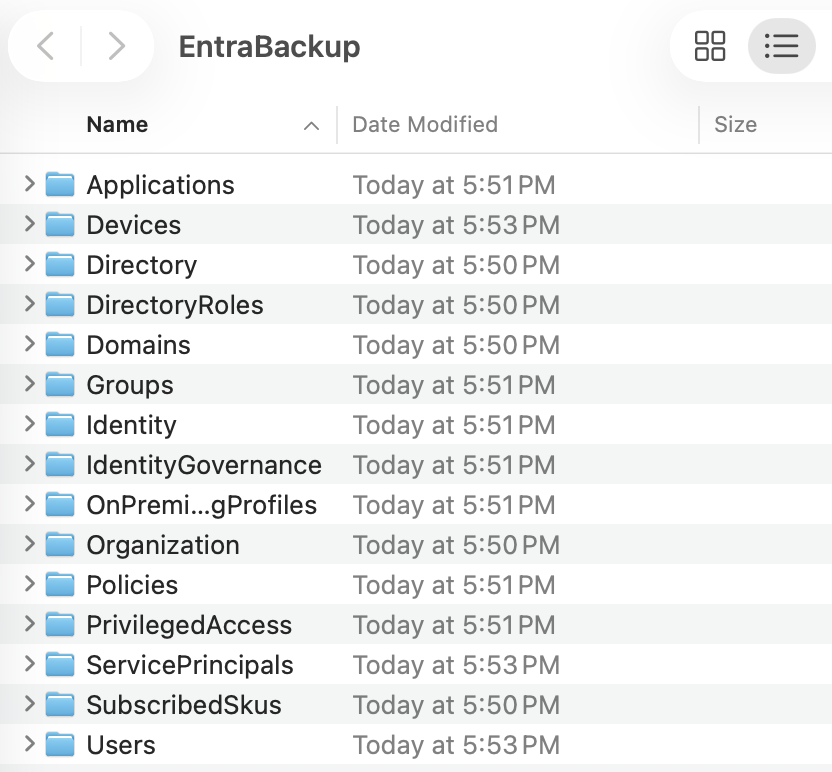 EntraBackup
Name Date Modified Size
Applications Today at 5:51 PM
Devices Today at 5:53 PM
Directory Today at 5:50 PM
DirectoryRoles Today at 5:50 PM
Domains Today at 5:50 PM
Groups Today at 5:51 PM
Identity Today at 5:51 PM
IdentityGovernance Today at 5:51 PM
OnPremi...gProfiles Today at 5:51 PM
Organization Today at 5:50 PM
Policies Today at 5:51 PM
PrivilegedAccess Today at 5:51 PM
ServicePrincipals Today at 5:53 PM
SubscribedSkus Today at 5:50 PM
Users Today at 5:53 PM